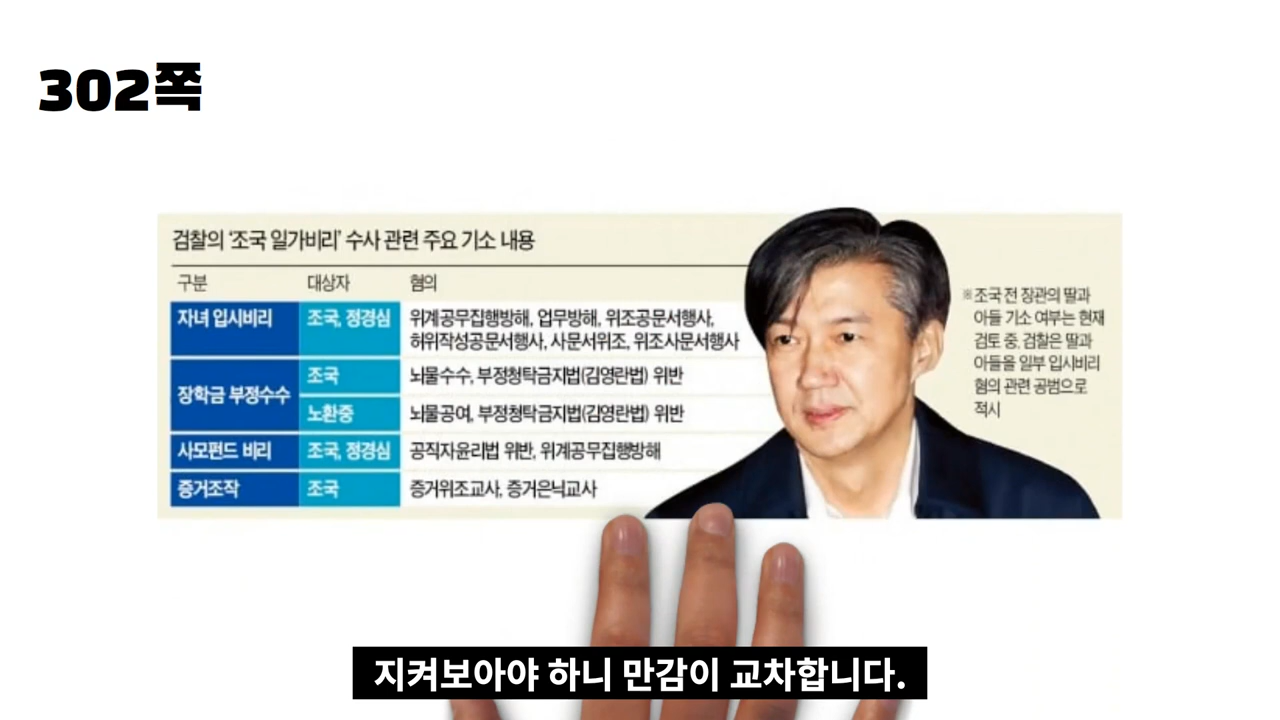 302쪽
검찰의 ‘조국 일가비리’ 수사 관련 주요 기소 내용
구분 대상자 혐의
자녀 입시비리 조국, 정경심 위계공무집행방해, 업무방해, 위조공문서행사,
허위작성공문서행사, 사문서위조, 위조사문서행사
장학금 부정수수
조국 뇌물수수, 부정청탁금지법(김영란법) 위반
노환중 뇌물공여, 부정청탁금지법(김영란법) 위반
사모펀드 비리 조국, 정경심 공직자윤리법 위반, 위계공무집행방해
증거조작 조국 증거위조교사, 증거은닉교사
※조국 전 장관의 딸과
아들 기소 여부는 현재
검토 중, 검찰은 딸과
아들을 일부 입시비리
혐의 관련 공범으로
적시
지켜보아야 하니 만감이 교차합니다.